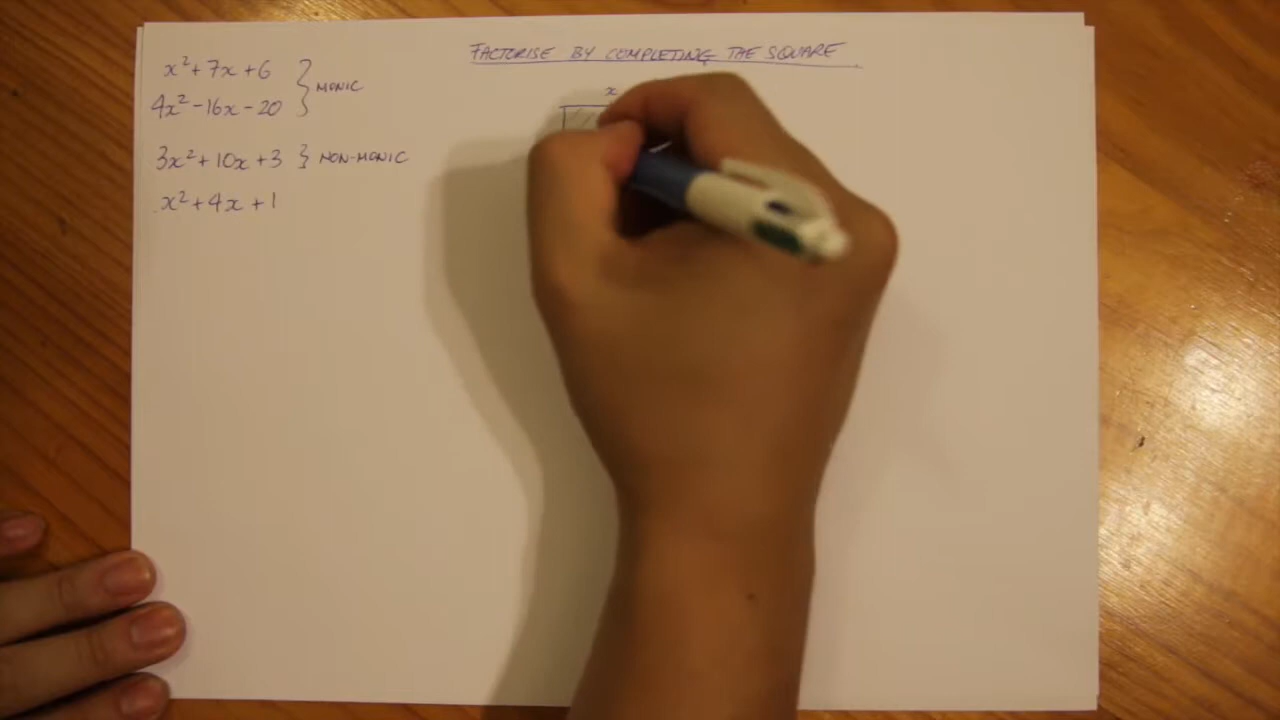 FACTORISE BY COMPLETING THE SQUARE
x² + 7x + 6 } MONIC
4x² - 16x - 20
3x² + 10x + 3 } NON-MONIC
x² + 4x + 1
x